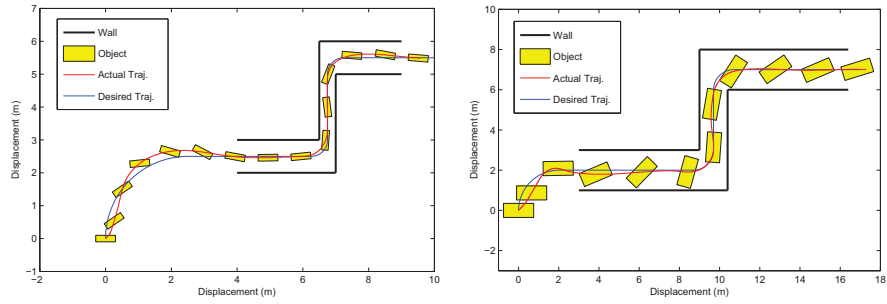 7
6
5
4
3
2
1
0
−1
Displacement (m)
Wall
Object
Actual Traj.
Desired Traj.
−2 0 2 4 6 8 10
Displacement (m)
10
8
6
4
2
0
−2
Displacement (m)
Wall
Object
Actual Traj.
Desired Traj.
0 2 4 6 8 10 12 14 16 18
Displacement (m)